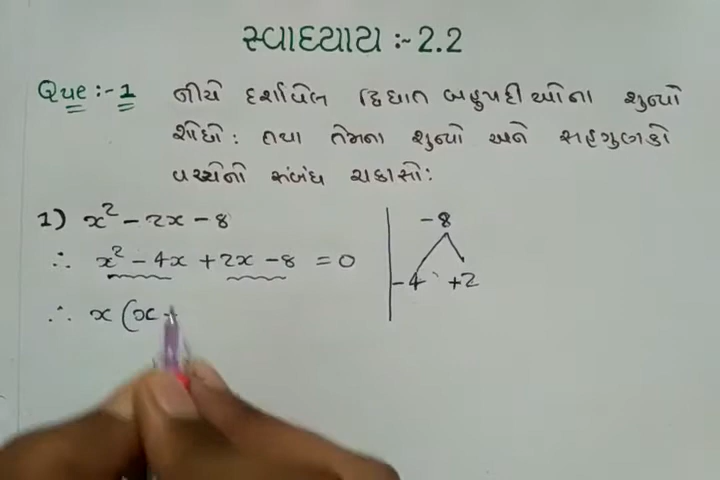 સ્વાધ્યાય :- 2.2
Que :- 1 નીચે દર્શાવેલ દ્વિઘાત બહુપદીઓના શૂન્યો
શોધો : તથા તેમના શૂન્યો અને સહગુણકો
વચ્ચેનો સંબંધ ચકાસો:
1) x² - 2x - 8
∴ x² - 4x + 2x - 8 = 0
∴ x (x -
-8
-4 +2